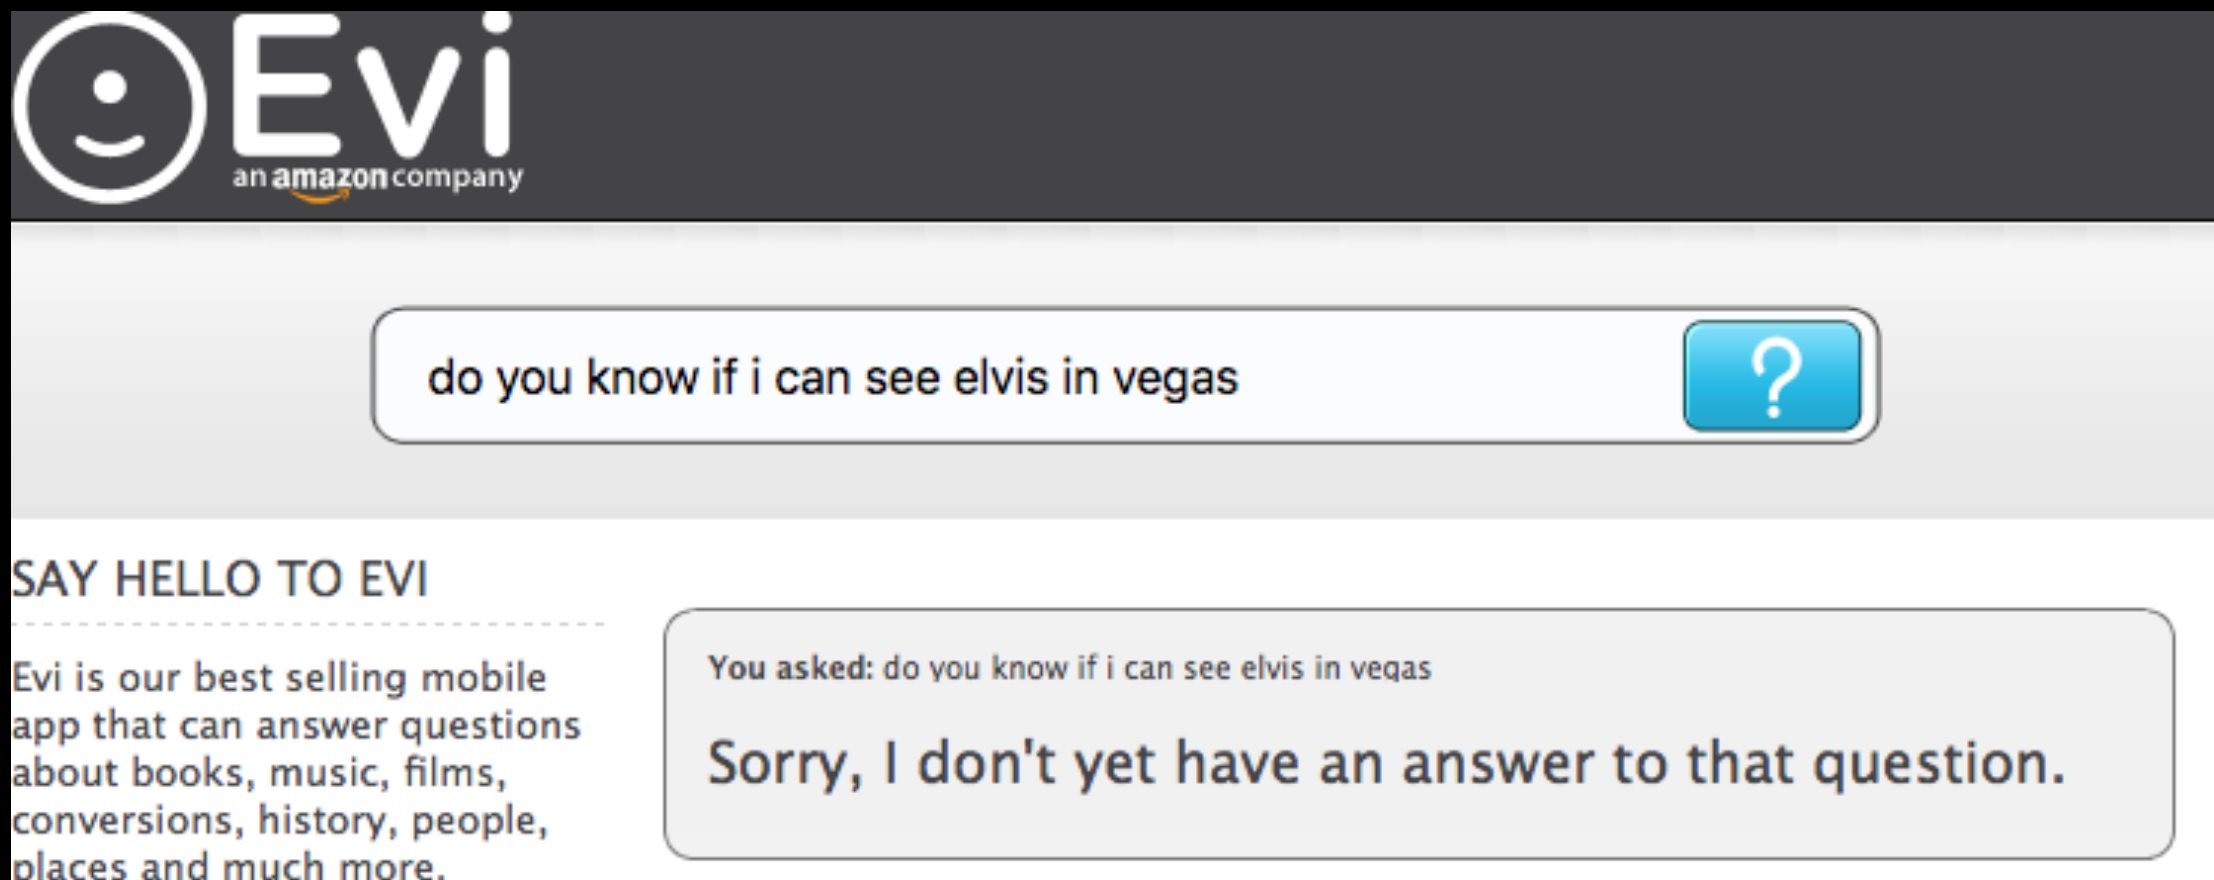 Evi
an amazon company
do you know if i can see elvis in vegas
?
SAY HELLO TO EVI
Evi is our best selling mobile
app that can answer questions
about books, music, films,
conversions, history, people,
places and much more.
You asked: do you know if i can see elvis in vegas
Sorry, I don't yet have an answer to that question.